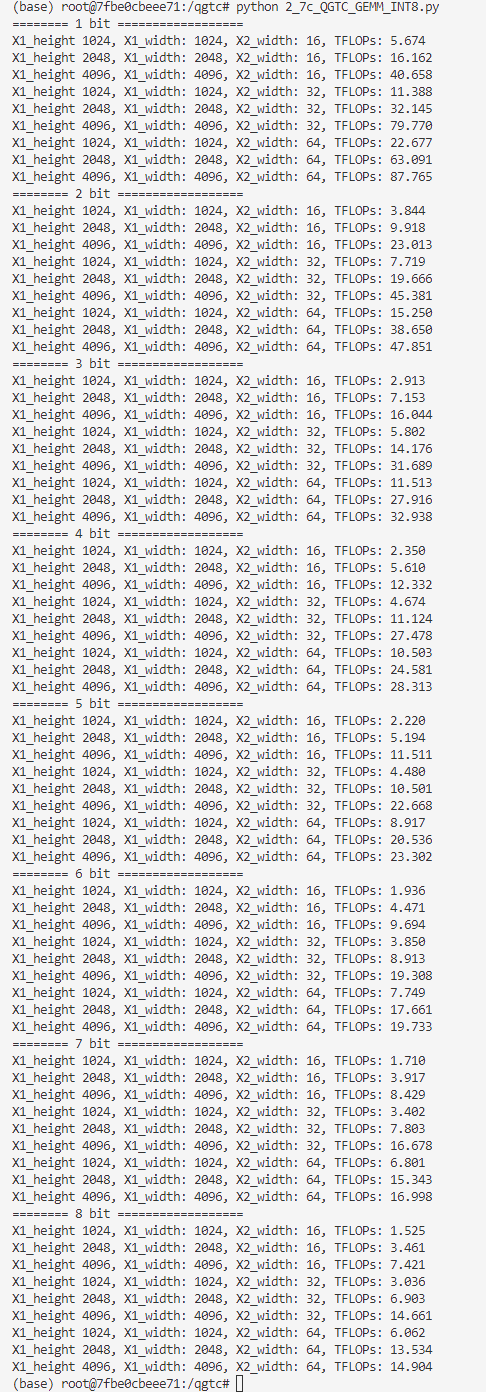 (base) root@7fbe0cbeee71:/qgtc# python 2_7c_QGTC_GEMM_INT8.py
======== 1 bit ==================
X1_height 1024, X1_width: 1024, X2_width: 16, TFLOPs: 5.674
X1_height 2048, X1_width: 2048, X2_width: 16, TFLOPs: 16.162
X1_height 4096, X1_width: 4096, X2_width: 16, TFLOPs: 40.658
X1_height 1024, X1_width: 1024, X2_width: 32, TFLOPs: 11.388
X1_height 2048, X1_width: 2048, X2_width: 32, TFLOPs: 32.145
X1_height 4096, X1_width: 4096, X2_width: 32, TFLOPs: 79.770
X1_height 1024, X1_width: 1024, X2_width: 64, TFLOPs: 22.677
X1_height 2048, X1_width: 2048, X2_width: 64, TFLOPs: 63.091
X1_height 4096, X1_width: 4096, X2_width: 64, TFLOPs: 87.765
======== 2 bit ==================
X1_height 1024, X1_width: 1024, X2_width: 16, TFLOPs: 3.844
X1_height 2048, X1_width: 2048, X2_width: 16, TFLOPs: 9.918
X1_height 4096, X1_width: 4096, X2_width: 16, TFLOPs: 23.013
X1_height 1024, X1_width: 1024, X2_width: 32, TFLOPs: 7.719
X1_height 2048, X1_width: 2048, X2_width: 32, TFLOPs: 19.666
X1_height 4096, X1_width: 4096, X2_width: 32, TFLOPs: 45.381
X1_height 1024, X1_width: 1024, X2_width: 64, TFLOPs: 15.250
X1_height 2048, X1_width: 2048, X2_width: 64, TFLOPs: 38.650
X1_height 4096, X1_width: 4096, X2_width: 64, TFLOPs: 47.851
======== 3 bit ==================
X1_height 1024, X1_width: 1024, X2_width: 16, TFLOPs: 2.913
X1_height 2048, X1_width: 2048, X2_width: 16, TFLOPs: 7.153
X1_height 4096, X1_width: 4096, X2_width: 16, TFLOPs: 16.044
X1_height 1024, X1_width: 1024, X2_width: 32, TFLOPs: 5.802
X1_height 2048, X1_width: 2048, X2_width: 32, TFLOPs: 14.176
X1_height 4096, X1_width: 4096, X2_width: 32, TFLOPs: 31.689
X1_height 1024, X1_width: 1024, X2_width: 64, TFLOPs: 11.513
X1_height 2048, X1_width: 2048, X2_width: 64, TFLOPs: 27.916
X1_height 4096, X1_width: 4096, X2_width: 64, TFLOPs: 32.938
======== 4 bit ==================
X1_height 1024, X1_width: 1024, X2_width: 16, TFLOPs: 2.350
X1_height 2048, X1_width: 2048, X2_width: 16, TFLOPs: 5.610
X1_height 4096, X1_width: 4096, X2_width: 16, TFLOPs: 12.332
X1_height 1024, X1_width: 1024, X2_width: 32, TFLOPs: 4.674
X1_height 2048, X1_width: 2048, X2_width: 32, TFLOPs: 11.124
X1_height 4096, X1_width: 4096, X2_width: 32, TFLOPs: 27.478
X1_height 1024, X1_width: 1024, X2_width: 64, TFLOPs: 10.503
X1_height 2048, X1_width: 2048, X2_width: 64, TFLOPs: 24.581
X1_height 4096, X1_width: 4096, X2_width: 64, TFLOPs: 28.313
======== 5 bit ==================
X1_height 1024, X1_width: 1024, X2_width: 16, TFLOPs: 2.220
X1_height 2048, X1_width: 2048, X2_width: 16, TFLOPs: 5.194
X1_height 4096, X1_width: 4096, X2_width: 16, TFLOPs: 11.511
X1_height 1024, X1_width: 1024, X2_width: 32, TFLOPs: 4.480
X1_height 2048, X1_width: 2048, X2_width: 32, TFLOPs: 10.501
X1_height 4096, X1_width: 4096, X2_width: 32, TFLOPs: 22.668
X1_height 1024, X1_width: 1024, X2_width: 64, TFLOPs: 8.917
X1_height 2048, X1_width: 2048, X2_width: 64, TFLOPs: 20.536
X1_height 4096, X1_width: 4096, X2_width: 64, TFLOPs: 23.302
======== 6 bit ==================
X1_height 1024, X1_width: 1024, X2_width: 16, TFLOPs: 1.936
X1_height 2048, X1_width: 2048, X2_width: 16, TFLOPs: 4.471
X1_height 4096, X1_width: 4096, X2_width: 16, TFLOPs: 9.694
X1_height 1024, X1_width: 1024, X2_width: 32, TFLOPs: 3.850
X1_height 2048, X1_width: 2048, X2_width: 32, TFLOPs: 8.913
X1_height 4096, X1_width: 4096, X2_width: 32, TFLOPs: 19.308
X1_height 1024, X1_width: 1024, X2_width: 64, TFLOPs: 7.749
X1_height 2048, X1_width: 2048, X2_width: 64, TFLOPs: 17.661
X1_height 4096, X1_width: 4096, X2_width: 64, TFLOPs: 19.733
======== 7 bit ==================
X1_height 1024, X1_width: 1024, X2_width: 16, TFLOPs: 1.710
X1_height 2048, X1_width: 2048, X2_width: 16, TFLOPs: 3.917
X1_height 4096, X1_width: 4096, X2_width: 16, TFLOPs: 8.429
X1_height 1024, X1_width: 1024, X2_width: 32, TFLOPs: 3.402
X1_height 2048, X1_width: 2048, X2_width: 32, TFLOPs: 7.803
X1_height 4096, X1_width: 4096, X2_width: 32, TFLOPs: 16.678
X1_height 1024, X1_width: 1024, X2_width: 64, TFLOPs: 6.801
X1_height 2048, X1_width: 2048, X2_width: 64, TFLOPs: 15.343
X1_height 4096, X1_width: 4096, X2_width: 64, TFLOPs: 16.998
======== 8 bit ==================
X1_height 1024, X1_width: 1024, X2_width: 16, TFLOPs: 1.525
X1_height 2048, X1_width: 2048, X2_width: 16, TFLOPs: 3.461
X1_height 4096, X1_width: 4096, X2_width: 16, TFLOPs: 7.421
X1_height 1024, X1_width: 1024, X2_width: 32, TFLOPs: 3.036
X1_height 2048, X1_width: 2048, X2_width: 32, TFLOPs: 6.903
X1_height 4096, X1_width: 4096, X2_width: 32, TFLOPs: 14.661
X1_height 1024, X1_width: 1024, X2_width: 64, TFLOPs: 6.062
X1_height 2048, X1_width: 2048, X2_width: 64, TFLOPs: 13.534
X1_height 4096, X1_width: 4096, X2_width: 64, TFLOPs: 14.904
(base) root@7fbe0cbeee71:/qgtc#